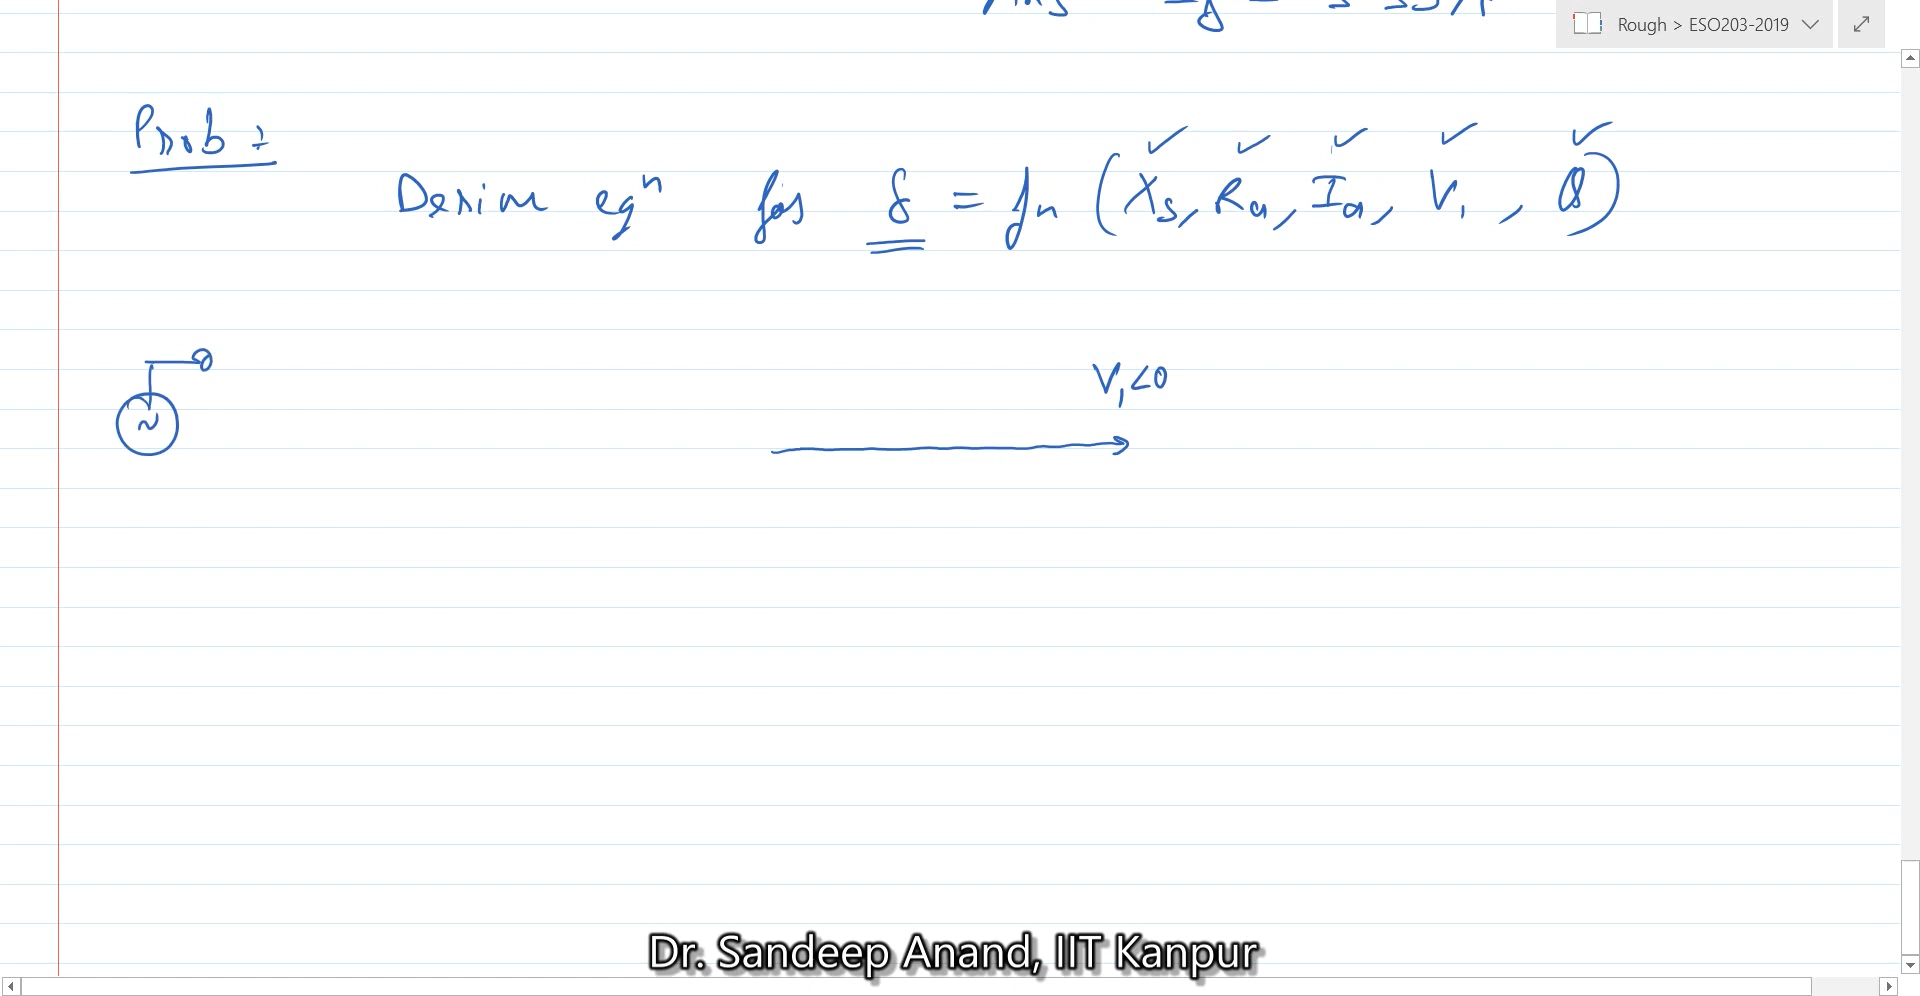 Rough > ESO203-2019
Prob :
Derive eqⁿ for δ = fn (Xs, Ra, Ia, V₁, θ)
V₁∠0
~
Dr. Sandeep Anand, IIT Kanpur